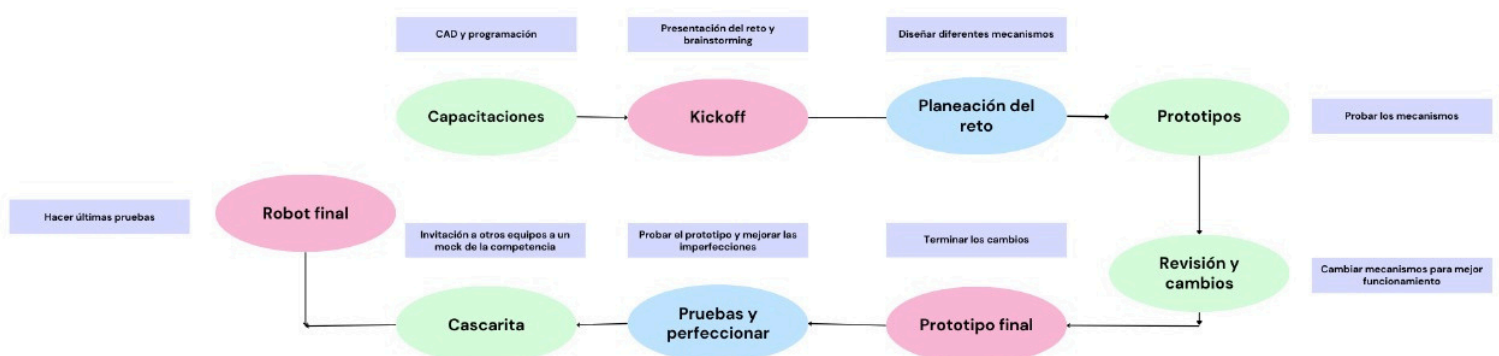 CAD y programación
Presentación del reto y
brainstorming
Diseñar diferentes mecanismos
Capacitaciones
Kickoff
Planeación del
reto
Prototipos
Probar los mecanismos
Hacer últimas pruebas
Robot final
Invitación a otros equipos a un
mock de la competencia
Probar el prototipo y mejorar las
imperfecciones
Terminar los cambios
Revisión y
cambios
Cambiar mecanismos para mejor
funcionamiento
Cascarita
Pruebas y
perfeccionar
Prototipo final